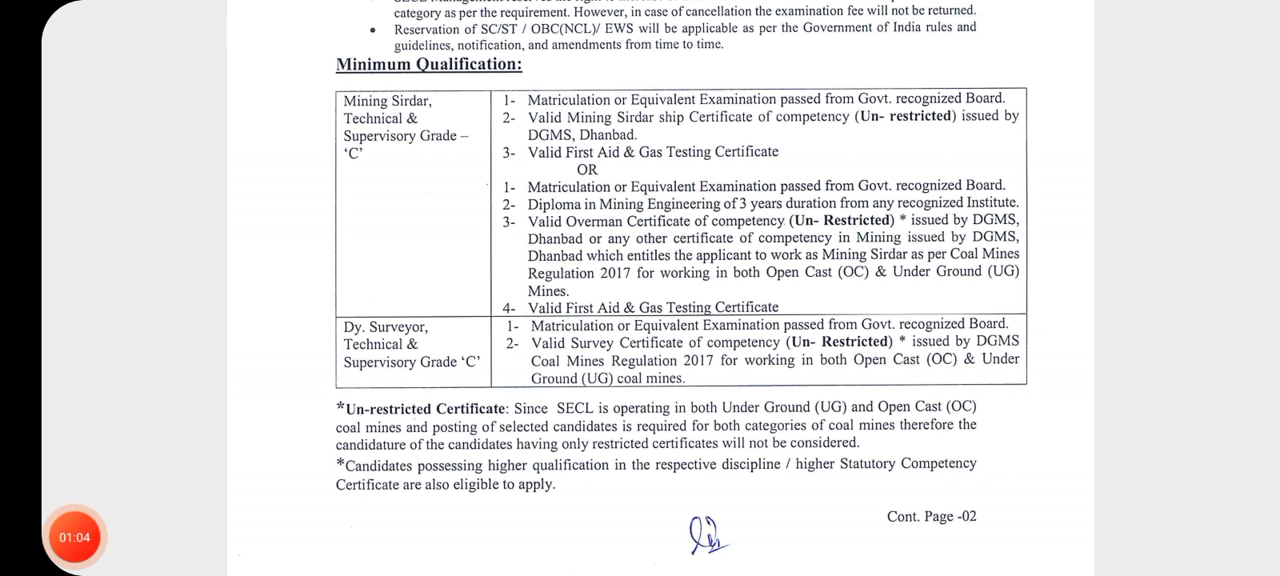 category as per the requirement. However, in case of cancellation the examination fee will not be returned.
• Reservation of SC/ST / OBC(NCL)/ EWS will be applicable as per the Government of India rules and
guidelines, notification, and amendments from time to time.
Minimum Qualification:
Mining Sirdar,
Technical &
Supervisory Grade –
‘C’
1- Matriculation or Equivalent Examination passed from Govt. recognized Board.
2- Valid Mining Sirdar ship Certificate of competency (Un- restricted) issued by
DGMS, Dhanbad.
3- Valid First Aid & Gas Testing Certificate
OR
1- Matriculation or Equivalent Examination passed from Govt. recognized Board.
2- Diploma in Mining Engineering of 3 years duration from any recognized Institute.
3- Valid Overman Certificate of competency (Un- Restricted) * issued by DGMS,
Dhanbad or any other certificate of competency in Mining issued by DGMS,
Dhanbad which entitles the applicant to work as Mining Sirdar as per Coal Mines
Regulation 2017 for working in both Open Cast (OC) & Under Ground (UG)
Mines.
4- Valid First Aid & Gas Testing Certificate
Dy. Surveyor,
Technical &
Supervisory Grade ‘C’
1- Matriculation or Equivalent Examination passed from Govt. recognized Board.
2- Valid Survey Certificate of competency (Un- Restricted) * issued by DGMS
Coal Mines Regulation 2017 for working in both Open Cast (OC) & Under
Ground (UG) coal mines.
*Un-restricted Certificate: Since SECL is operating in both Under Ground (UG) and Open Cast (OC)
coal mines and posting of selected candidates is required for both categories of coal mines therefore the
candidature of the candidates having only restricted certificates will not be considered.
*Candidates possessing higher qualification in the respective discipline / higher Statutory Competency
Certificate are also eligible to apply.
Cont. Page -02
01:04